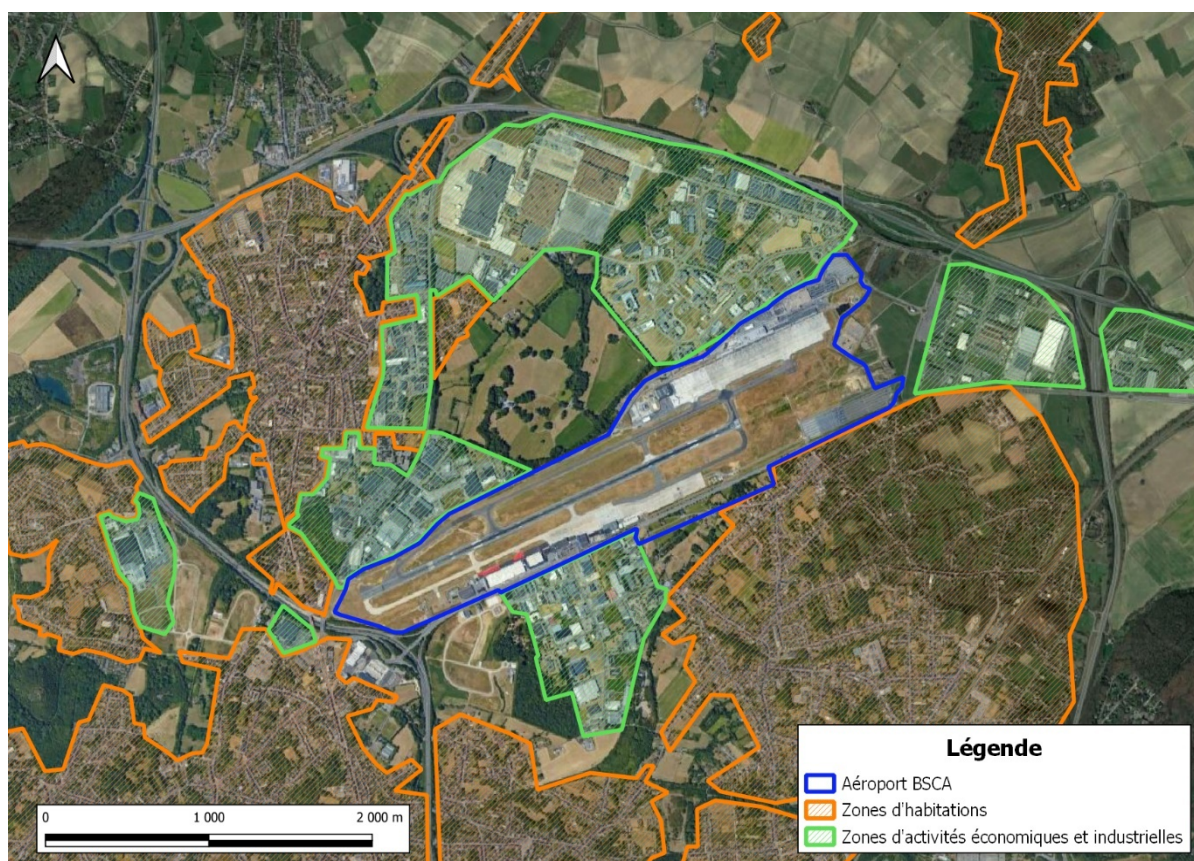 Légende
Aéroport BSCA
Zones d'habitations
Zones d'activités économiques et industrielles
0 1 000 2 000 m